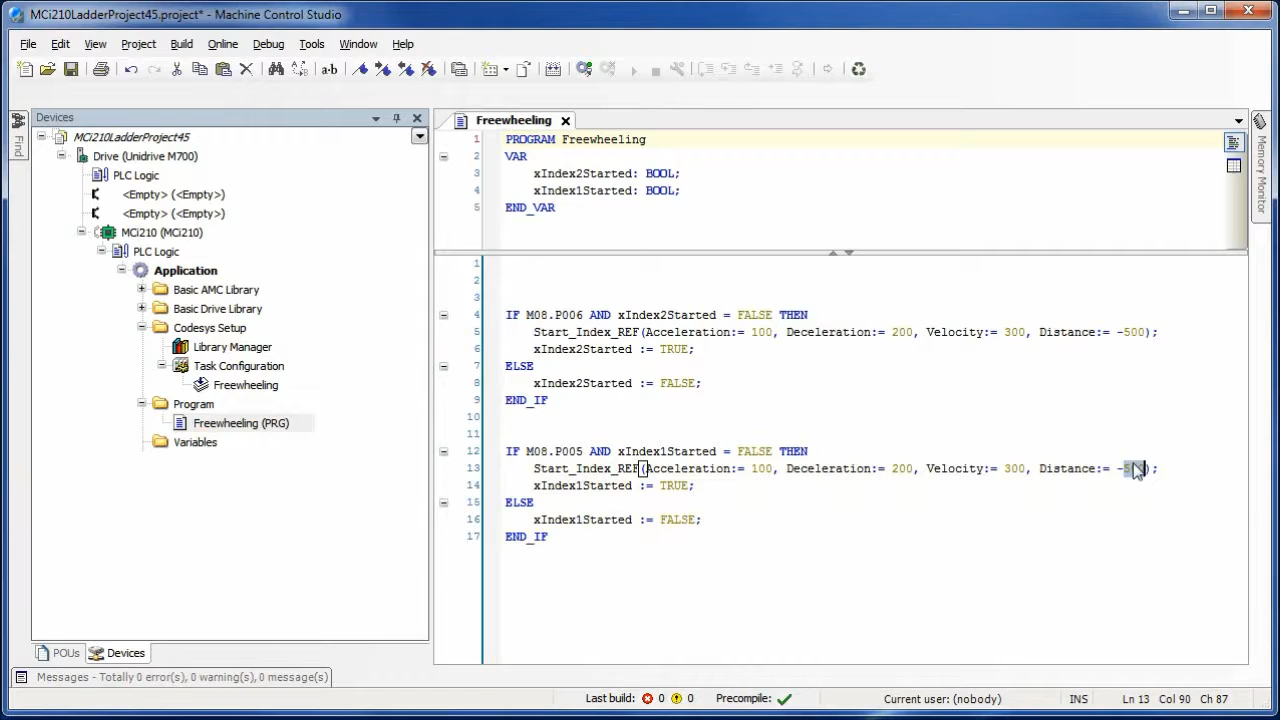 MCi210LadderProject45.project* - Machine Control Studio
File Edit View Project Build Online Debug Tools Window Help
Find
Devices
MCi210LadderProject45
Drive (Unidrive M700)
PLC Logic
<Empty> (<Empty>)
<Empty> (<Empty>)
MCi210 (MCi210)
PLC Logic
Application
Basic AMC Library
Basic Drive Library
Codesys Setup
Library Manager
Task Configuration
Freewheeling
Program
Freewheeling (PRG)
Variables
POUs Devices
Freewheeling
1 PROGRAM Freewheeling
2 VAR
3 xIndex2Started: BOOL;
4 xIndex1Started: BOOL;
5 END_VAR
1
2
3
4 IF M08.P006 AND xIndex2Started = FALSE THEN
5 Start_Index_REF(Acceleration:= 100, Deceleration:= 200, Velocity:= 300, Distance:= -500);
6 xIndex2Started := TRUE;
7 ELSE
8 xIndex2Started := FALSE;
9 END_IF
10
11
12 IF M08.P005 AND xIndex1Started = FALSE THEN
13 Start_Index_REF(Acceleration:= 100, Deceleration:= 200, Velocity:= 300, Distance:= -5);
14 xIndex1Started := TRUE;
15 ELSE
16 xIndex1Started := FALSE;
17 END_IF
Memory Monitor
Messages - Totally 0 error(s), 0 warning(s), 0 message(s)
Last build: 0 0 Precompile: Current user: (nobody) INS Ln 13 Col 90 Ch 87